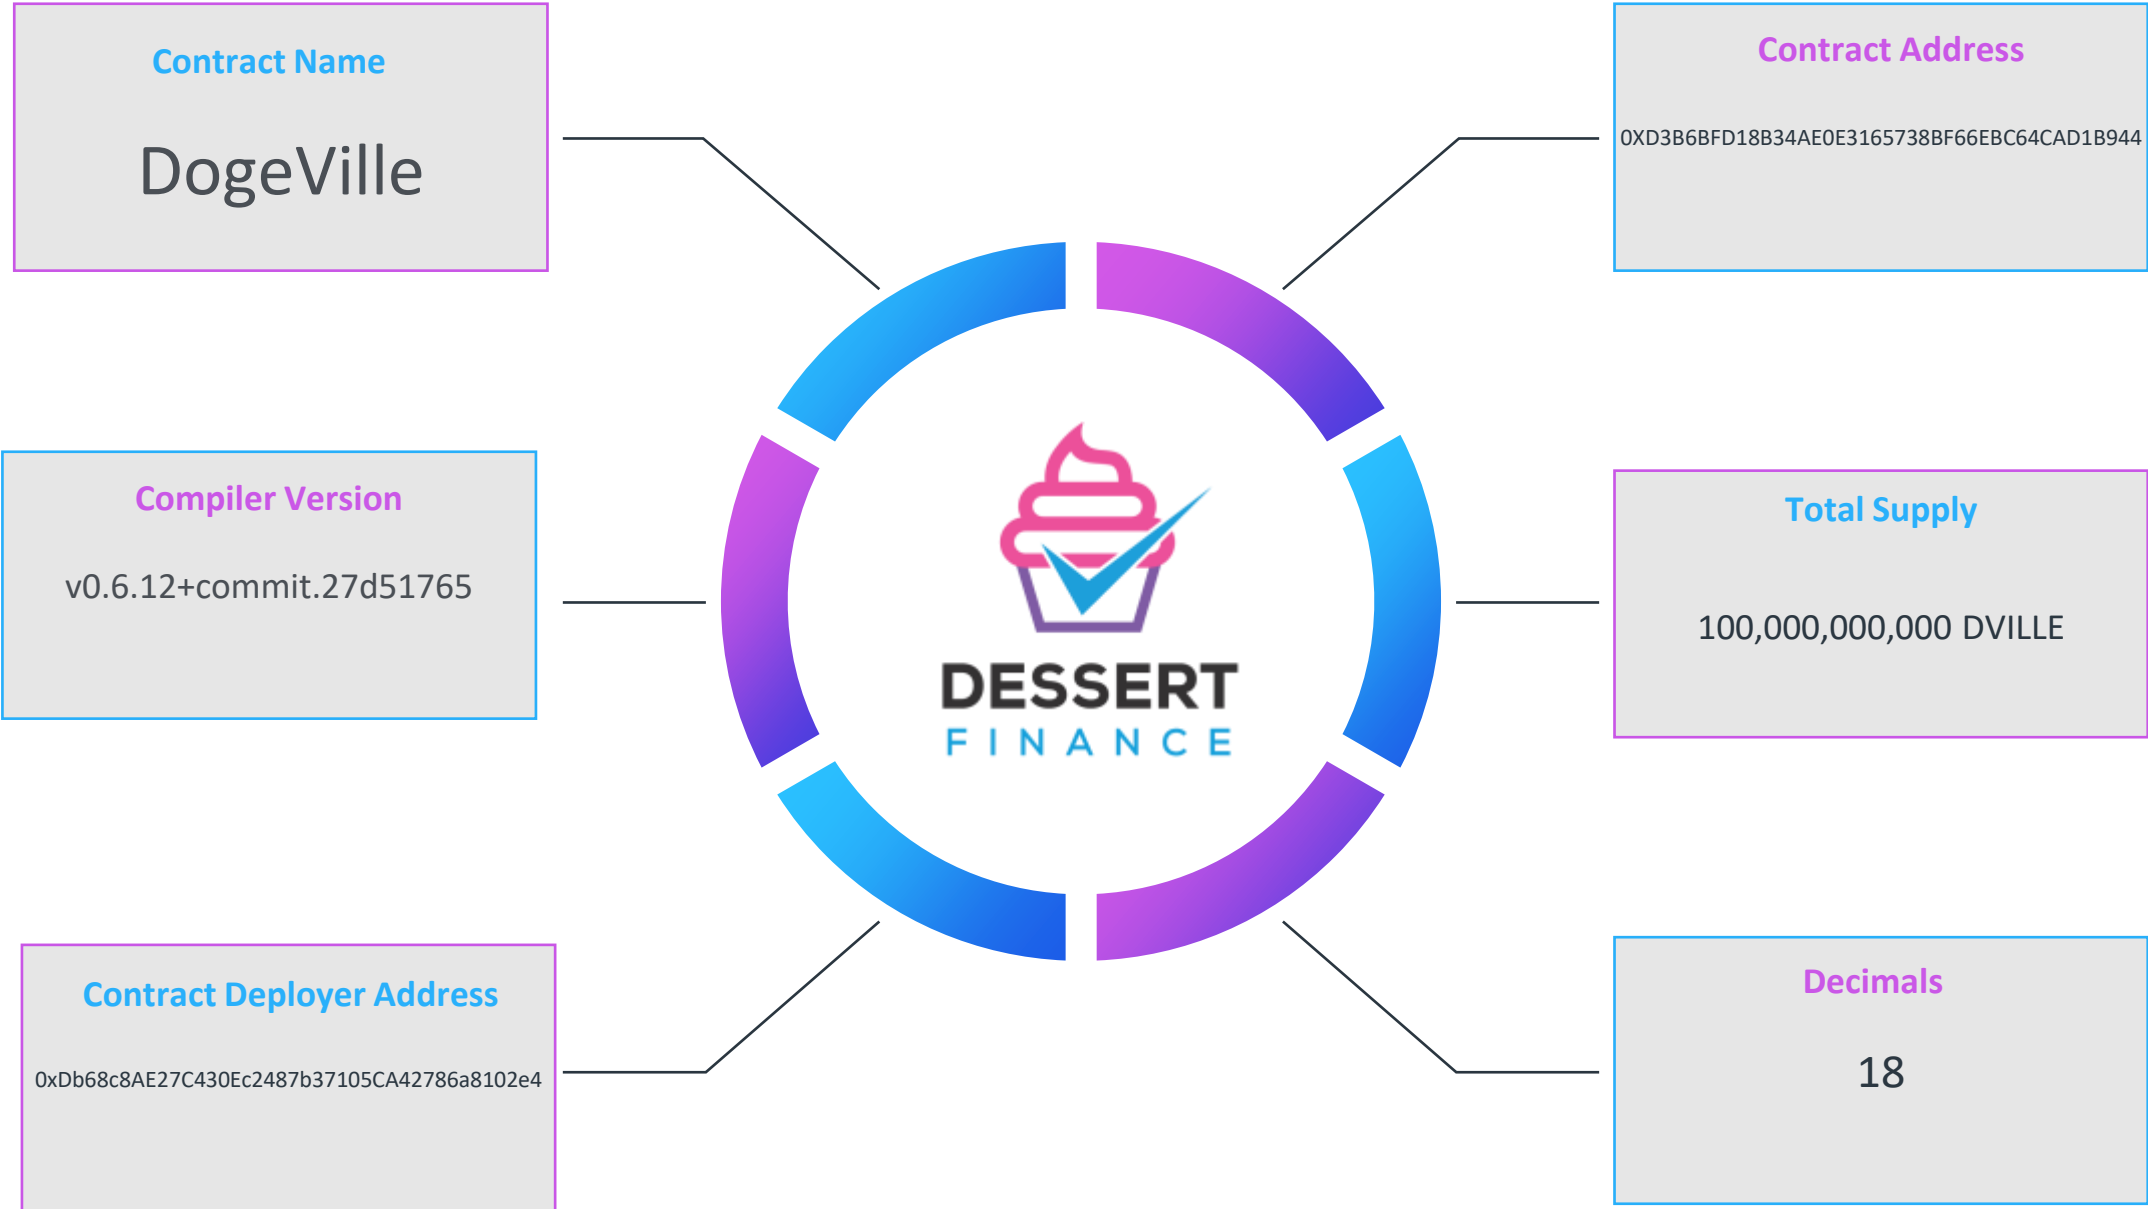 Contract Name
DogeVille
Contract Address
0XD3B6BFD18B34AE0E3165738BF66EBC64CAD1B944
Compiler Version
v0.6.12+commit.27d51765
DESSERT
FINANCE
Total Supply
100,000,000,000 DVILLE
Contract Deployer Address
0xDb68c8AE27C430Ec2487b37105CA42786a8102e4
Decimals
18